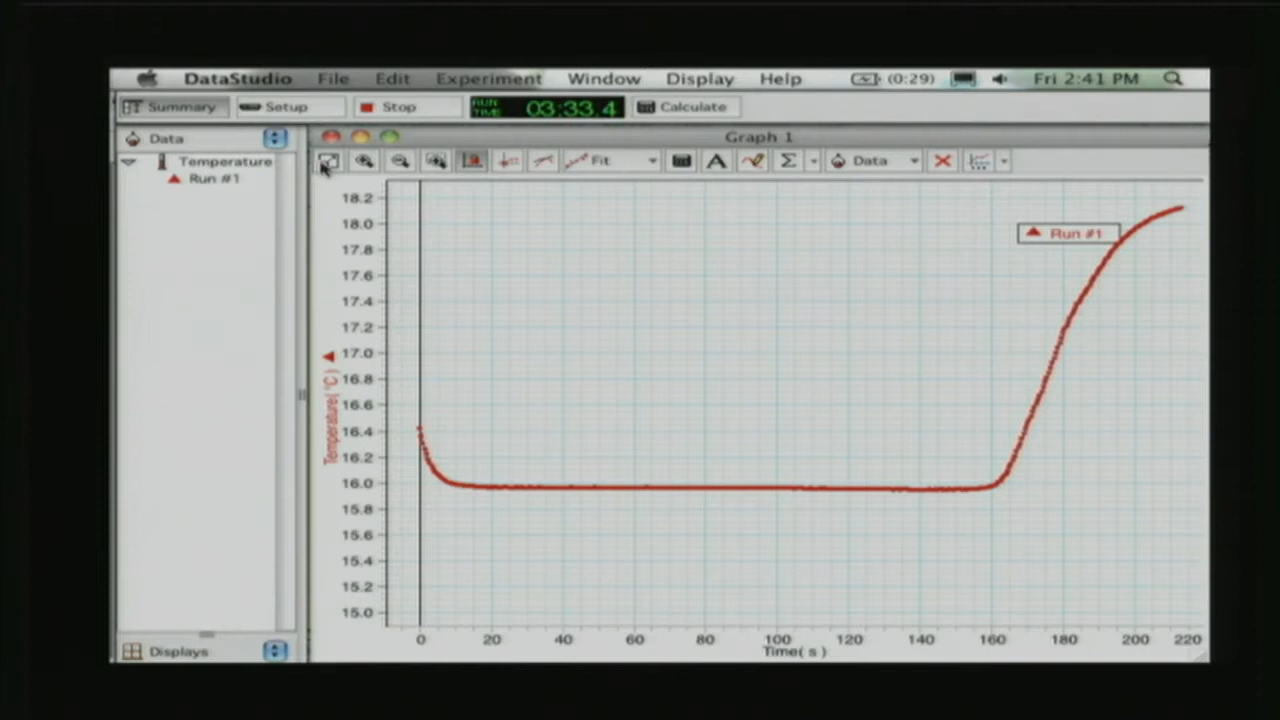 DataStudio File Edit Experiment Window Display Help (0:29) Fri 2:41 PM
Summary Setup Stop RUN TIME 03:33.4 Calculate
Data
Graph 1
Temperature
Run #1
Fit A Σ Data
18.2
18.0
17.8
17.6
17.4
17.2
17.0
16.8
16.6
16.4
16.2
16.0
15.8
15.6
15.4
15.2
15.0
Temperature( °C )
Run #1
0 20 40 60 80 100 120 140 160 180 200 220
Time( s )
Displays